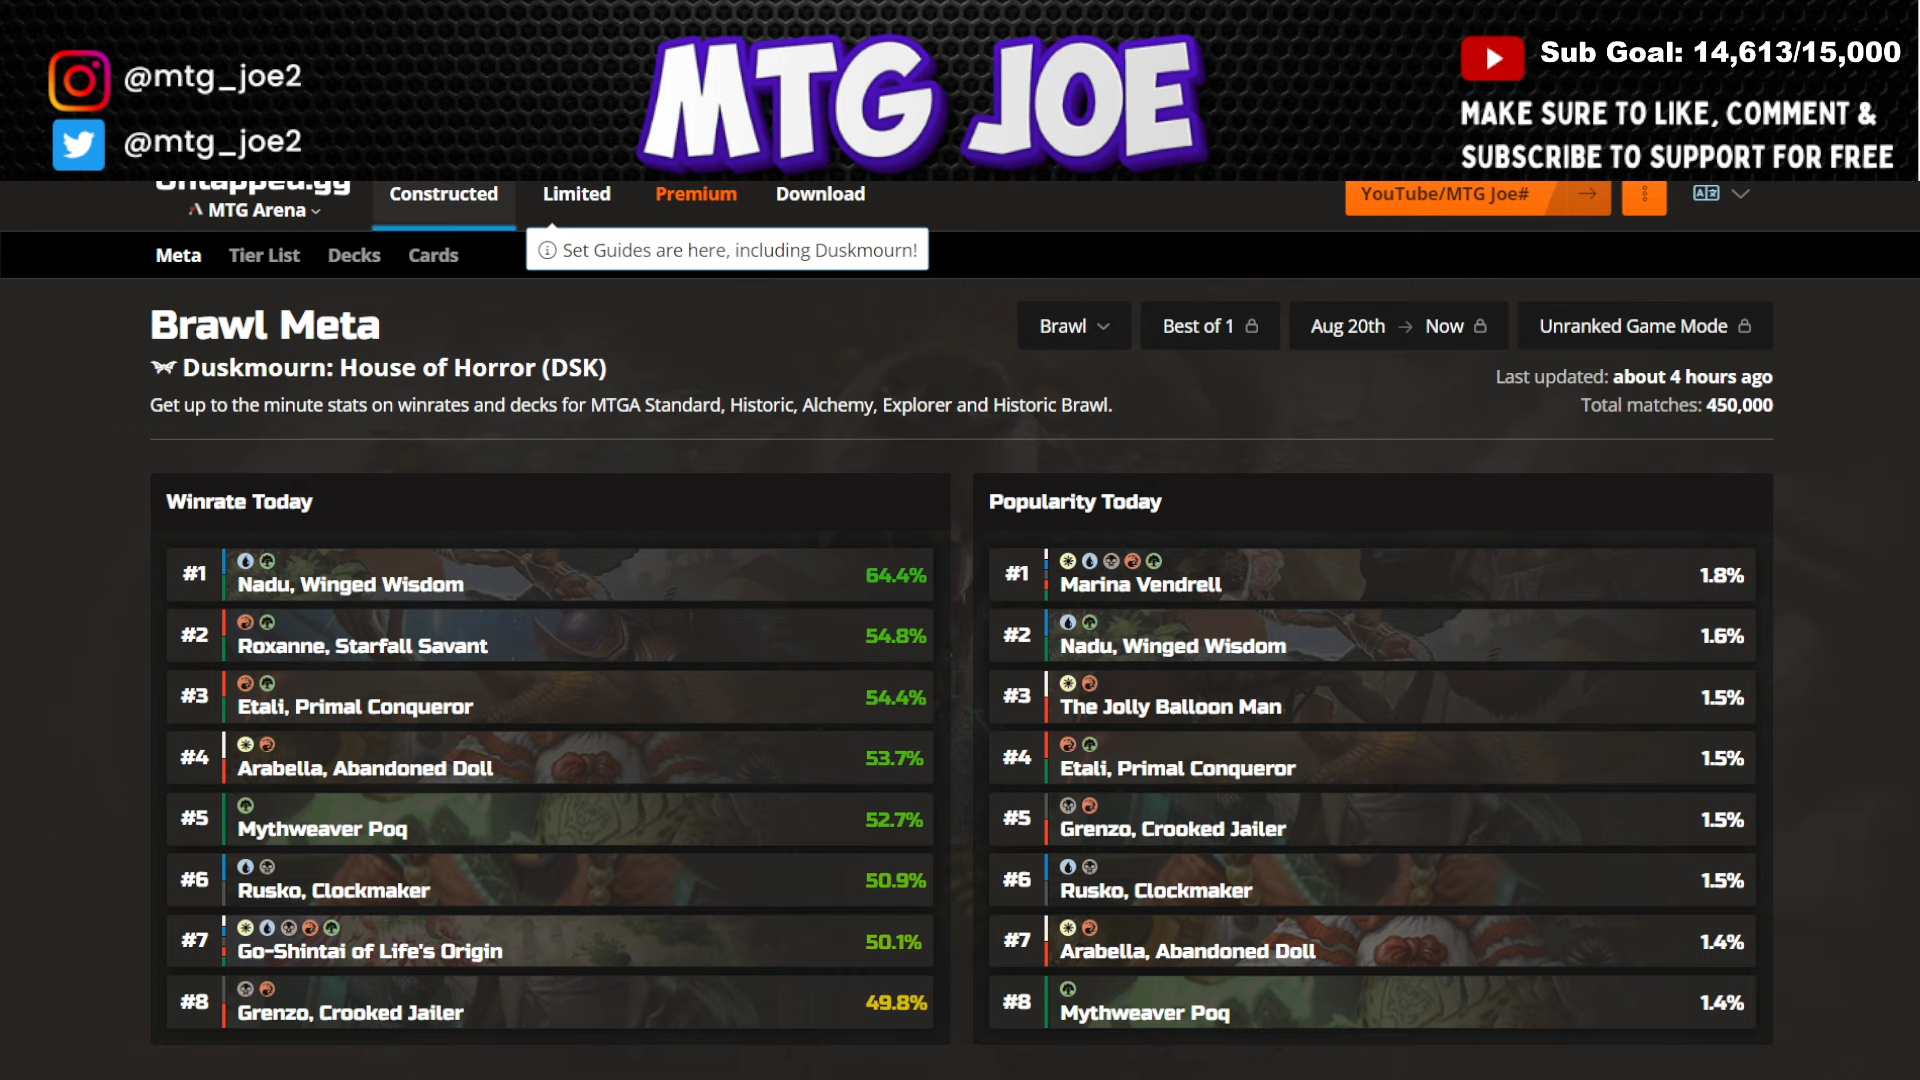 @mtg_joe2
@mtg_joe2
MTG JOE
Sub Goal: 14,613/15,000
MAKE SURE TO LIKE, COMMENT &
SUBSCRIBE TO SUPPORT FOR FREE
Untapped.gg
MTG Arena
Constructed
Limited
Premium
Download
YouTube/MTG Joe#
Meta
Tier List
Decks
Cards
Set Guides are here, including Duskmourn!
Brawl Meta
Brawl
Best of 1
Aug 20th → Now
Unranked Game Mode
Duskmourn: House of Horror (DSK)
Last updated: about 4 hours ago
Get up to the minute stats on winrates and decks for MTGA Standard, Historic, Alchemy, Explorer and Historic Brawl.
Total matches: 450,000
Winrate Today
#1 Nadu, Winged Wisdom 64.4%
#2 Roxanne, Starfall Savant 54.8%
#3 Etali, Primal Conqueror 54.4%
#4 Arabella, Abandoned Doll 53.7%
#5 Mythweaver Poq 52.7%
#6 Rusko, Clockmaker 50.9%
#7 Go-Shintai of Life's Origin 50.1%
#8 Grenzo, Crooked Jailer 49.8%
Popularity Today
#1 Marina Vendrell 1.8%
#2 Nadu, Winged Wisdom 1.6%
#3 The Jolly Balloon Man 1.5%
#4 Etali, Primal Conqueror 1.5%
#5 Grenzo, Crooked Jailer 1.5%
#6 Rusko, Clockmaker 1.5%
#7 Arabella, Abandoned Doll 1.4%
#8 Mythweaver Poq 1.4%